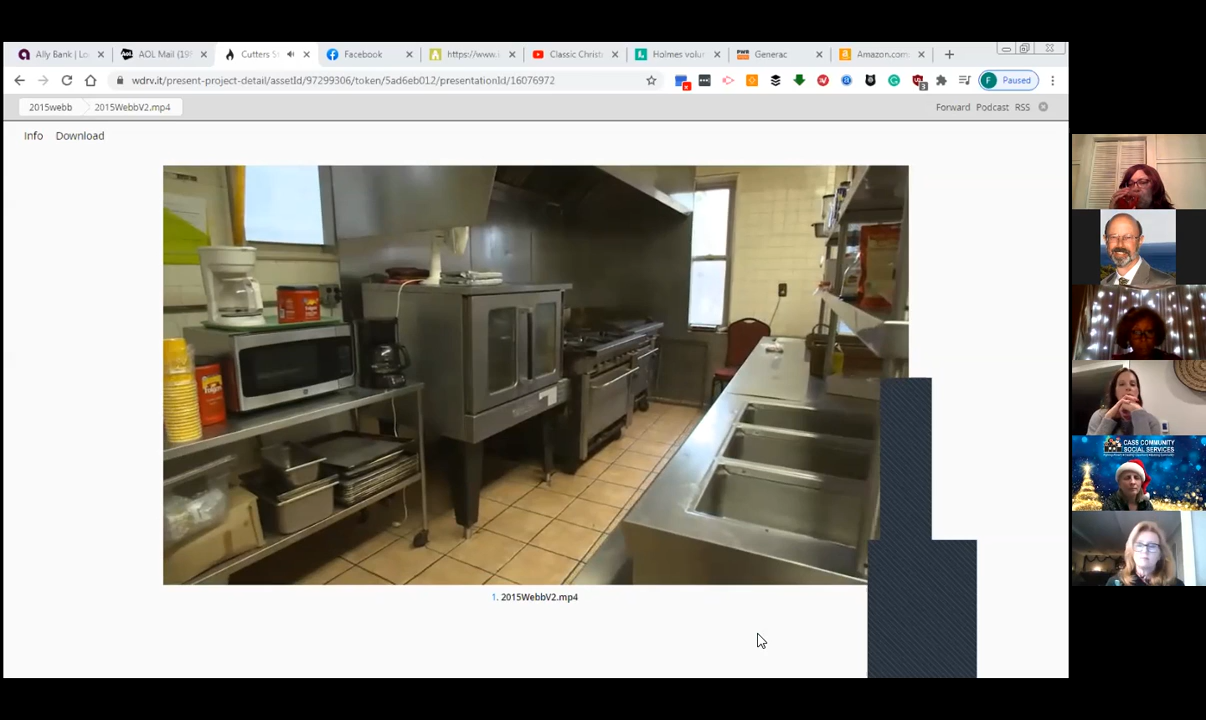 Ally Bank | Lo
AOL Mail (19
Cutters S
Facebook
https://www.
Classic Christ
Holmes volur
Generac
Amazon.com
wdrv.it/present-project-detail/assetId/97299306/token/5ad6eb012/presentationId/16076972
Paused
2015webb
2015WebbV2.mp4
Forward
Podcast
RSS
Info
Download
1. 2015WebbV2.mp4
CASS COMMUNITY
SOCIAL SERVICES